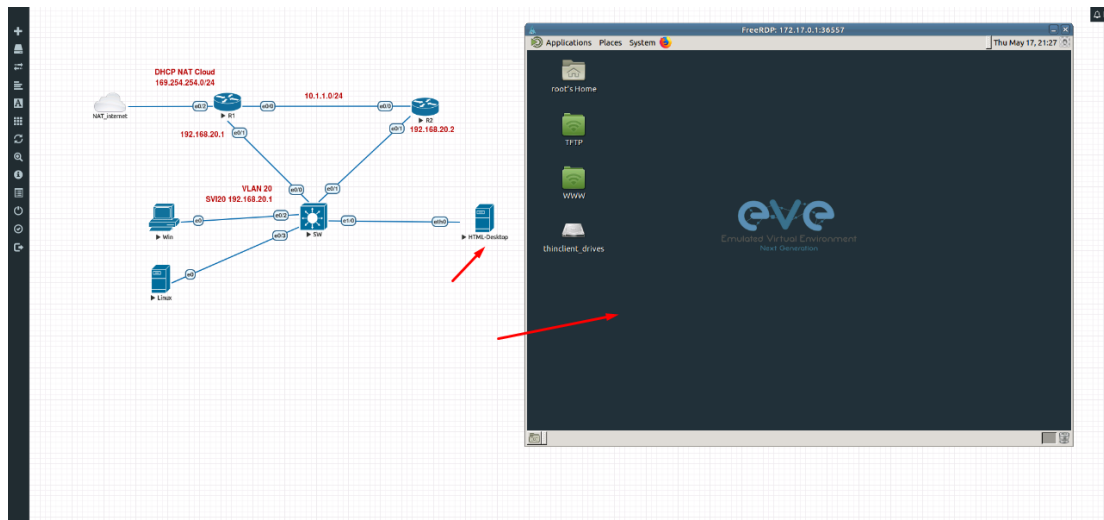 DHCP NAT Cloud
169.254.254.0/24
NAT_internet
e0/2
R1
e0/0
10.1.1.0/24
e0/0
R2
192.168.20.1
e0/1
e0/1
192.168.20.2
VLAN 20
SVI20 192.168.20.1
e0/0
e0/1
Win
e0
e0/2
SW
e1/0
eth0
HTML-Desktop
e0/3
e0
Linux
FreeRDP: 172.17.0.1:36557
Applications Places System
Thu May 17, 21:27
root's Home
TFTP
WWW
thinclient_drives
eve
Emulated Virtual Environment
Next Generation